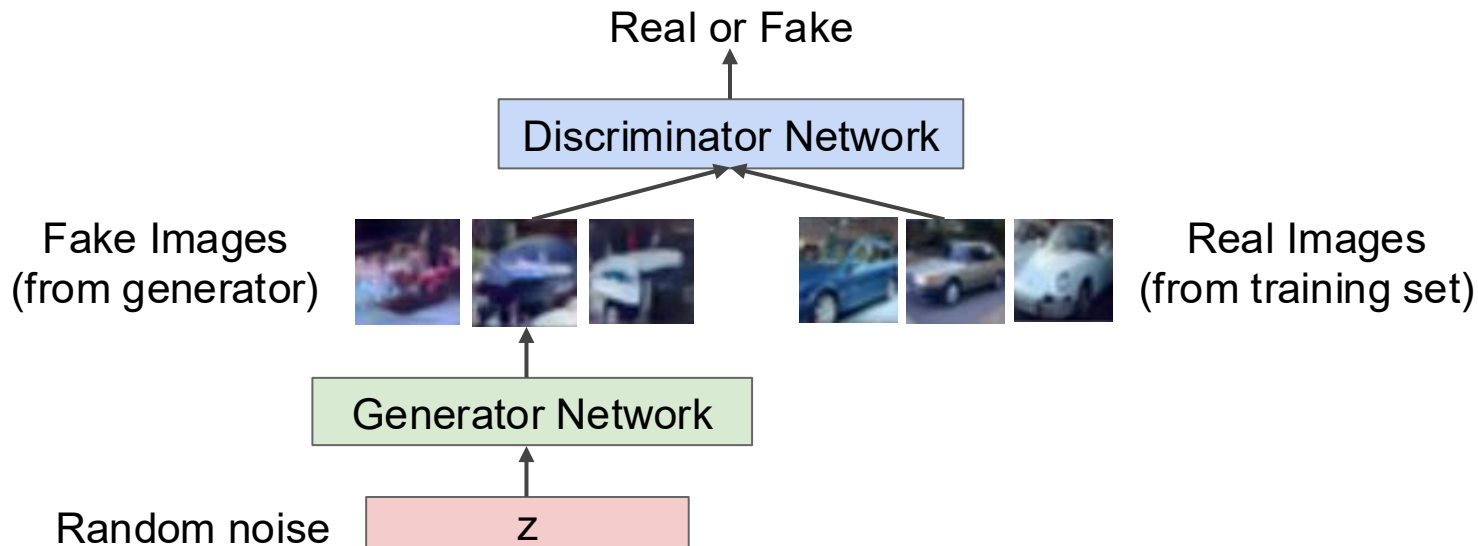 Real or Fake
Discriminator Network
Fake Images
(from generator)
Real Images
(from training set)
Generator Network
Random noise
z